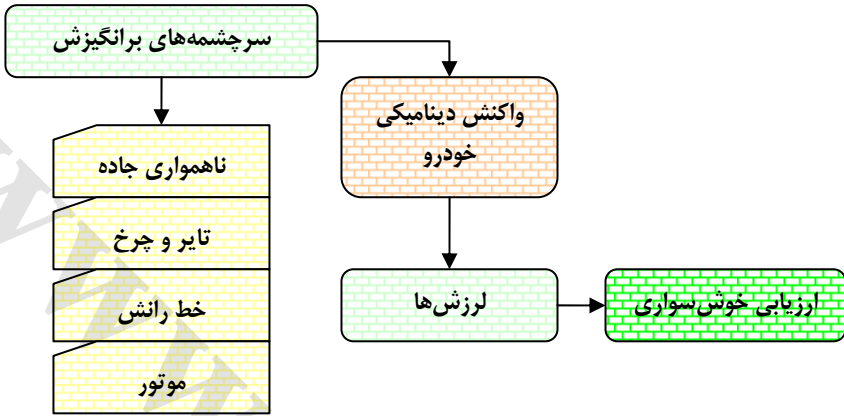 سرچشمه‌های برانگیزش
واکنش دینامیکی
خودرو
ناهمواری جاده
تایر و چرخ
خط رانش
موتور
لرزش‌ها
ارزیابی خوش‌سواری